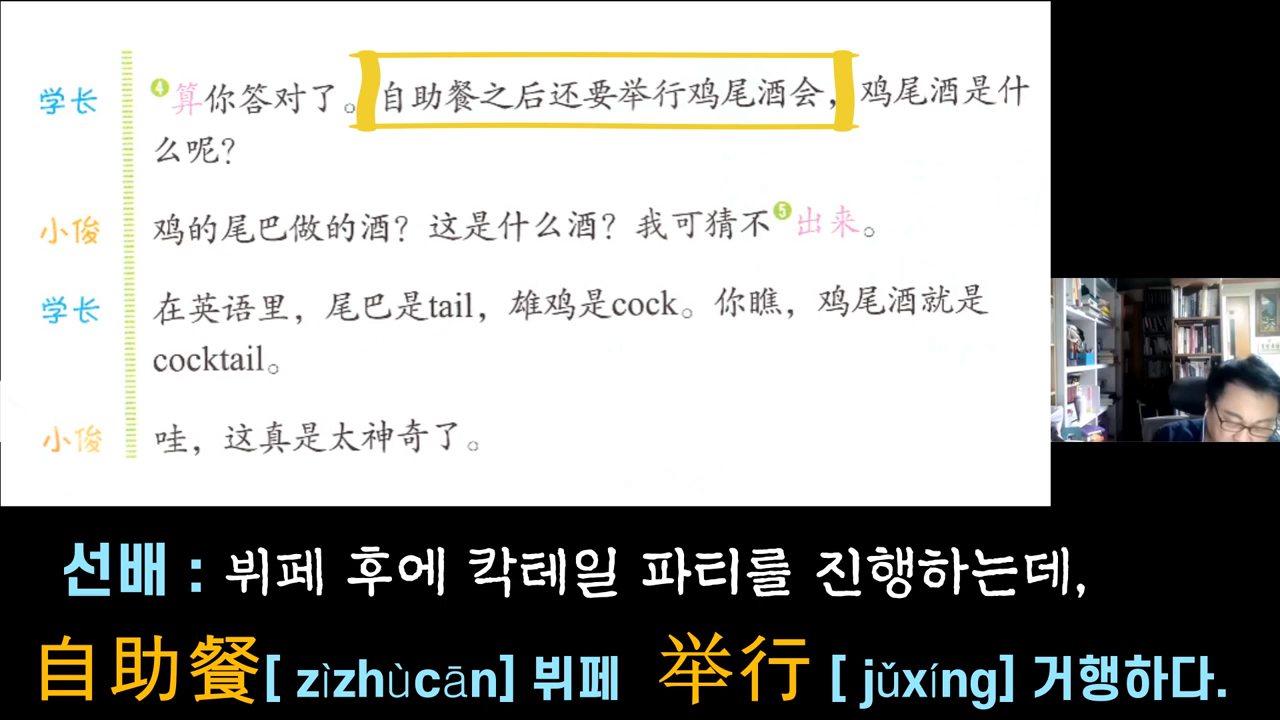 学长 ④算你答对了。自助餐之后还要举行鸡尾酒会，鸡尾酒是什
么呢？
小俊 鸡的尾巴做的酒？这是什么酒？我可猜不⑤出来。
学长 在英语里，尾巴是tail，雄鸡是cock。你瞧，鸡尾酒就是
cocktail。
小俊 哇，这真是太神奇了。
선배 : 뷔페 후에 칵테일 파티를 진행하는데,
自助餐[ zìzhùcān] 뷔페 举行 [ jǔxíng] 거행하다.